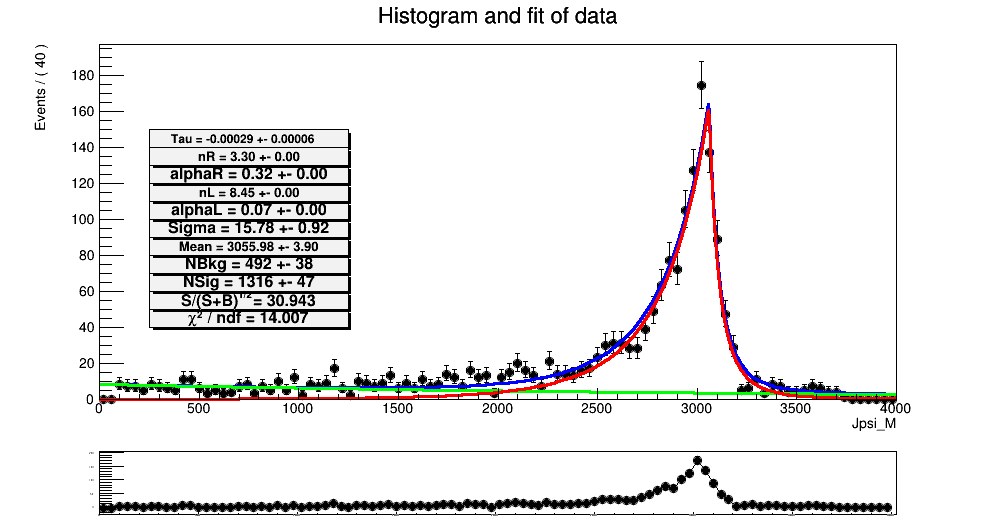 Histogram and fit of data
Events / ( 40 )
180
160
140
120
100
80
60
40
20
0
Tau = -0.00029 +- 0.00006
nR = 3.30 +- 0.00
alphaR = 0.32 +- 0.00
nL = 8.45 +- 0.00
alphaL = 0.07 +- 0.00
Sigma = 15.78 +- 0.92
Mean = 3055.98 +- 3.90
NBkg = 492 +- 38
NSig = 1316 +- 47
S/(S+B)^1/2 = 30.943
χ² / ndf = 14.007
0 500 1000 1500 2000 2500 3000 3500 4000
Jpsi_M